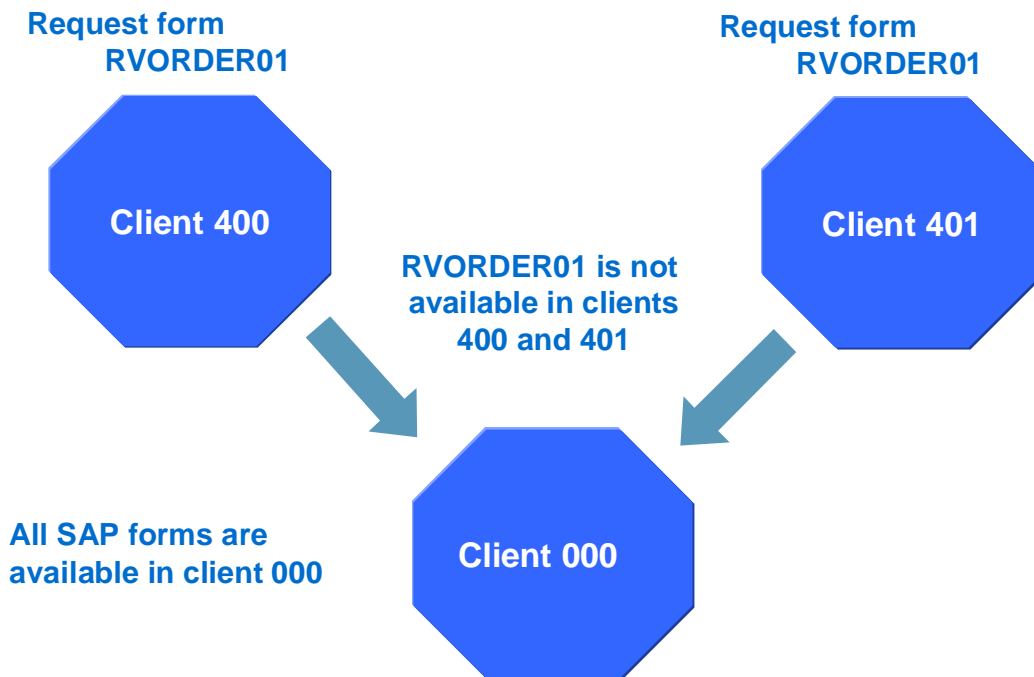 Request form
RVORDER01
Request form
RVORDER01
Client 400
Client 401
RVORDER01 is not
available in clients
400 and 401
All SAP forms are
available in client 000
Client 000